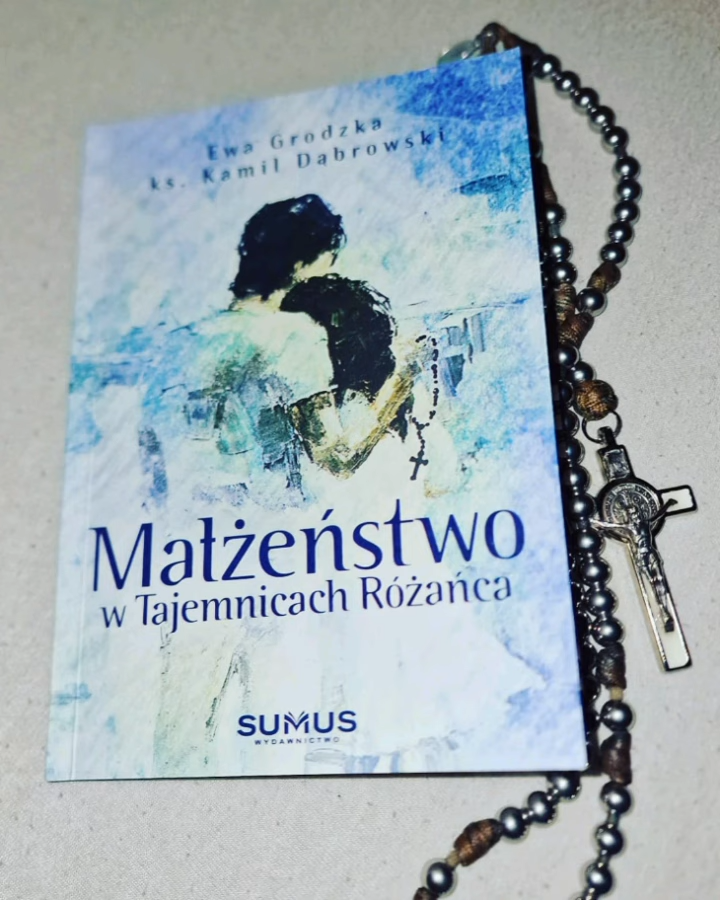 Ewa Grodzka
ks. Kamil Dąbrowski
Małżeństwo
w Tajemnicach Różańca
SUMUS
WYDAWNICTWO